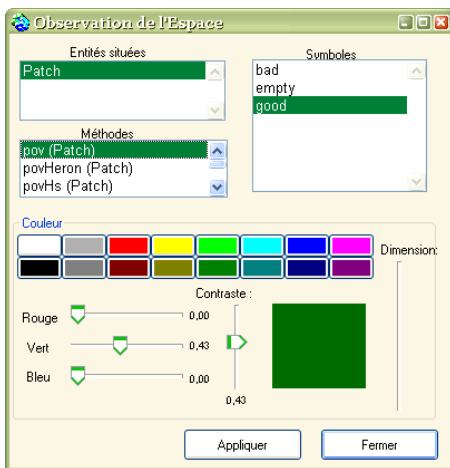 Observation de l'Espace
Entités situées
Patch
Symboles
bad
empty
good
Méthodes
pov (Patch)
povHeron (Patch)
povHs (Patch)
Couleur
Dimension:
Contraste :
Rouge 0,00
Vert 0,43
Bleu 0,00
0,43
Appliquer Fermer